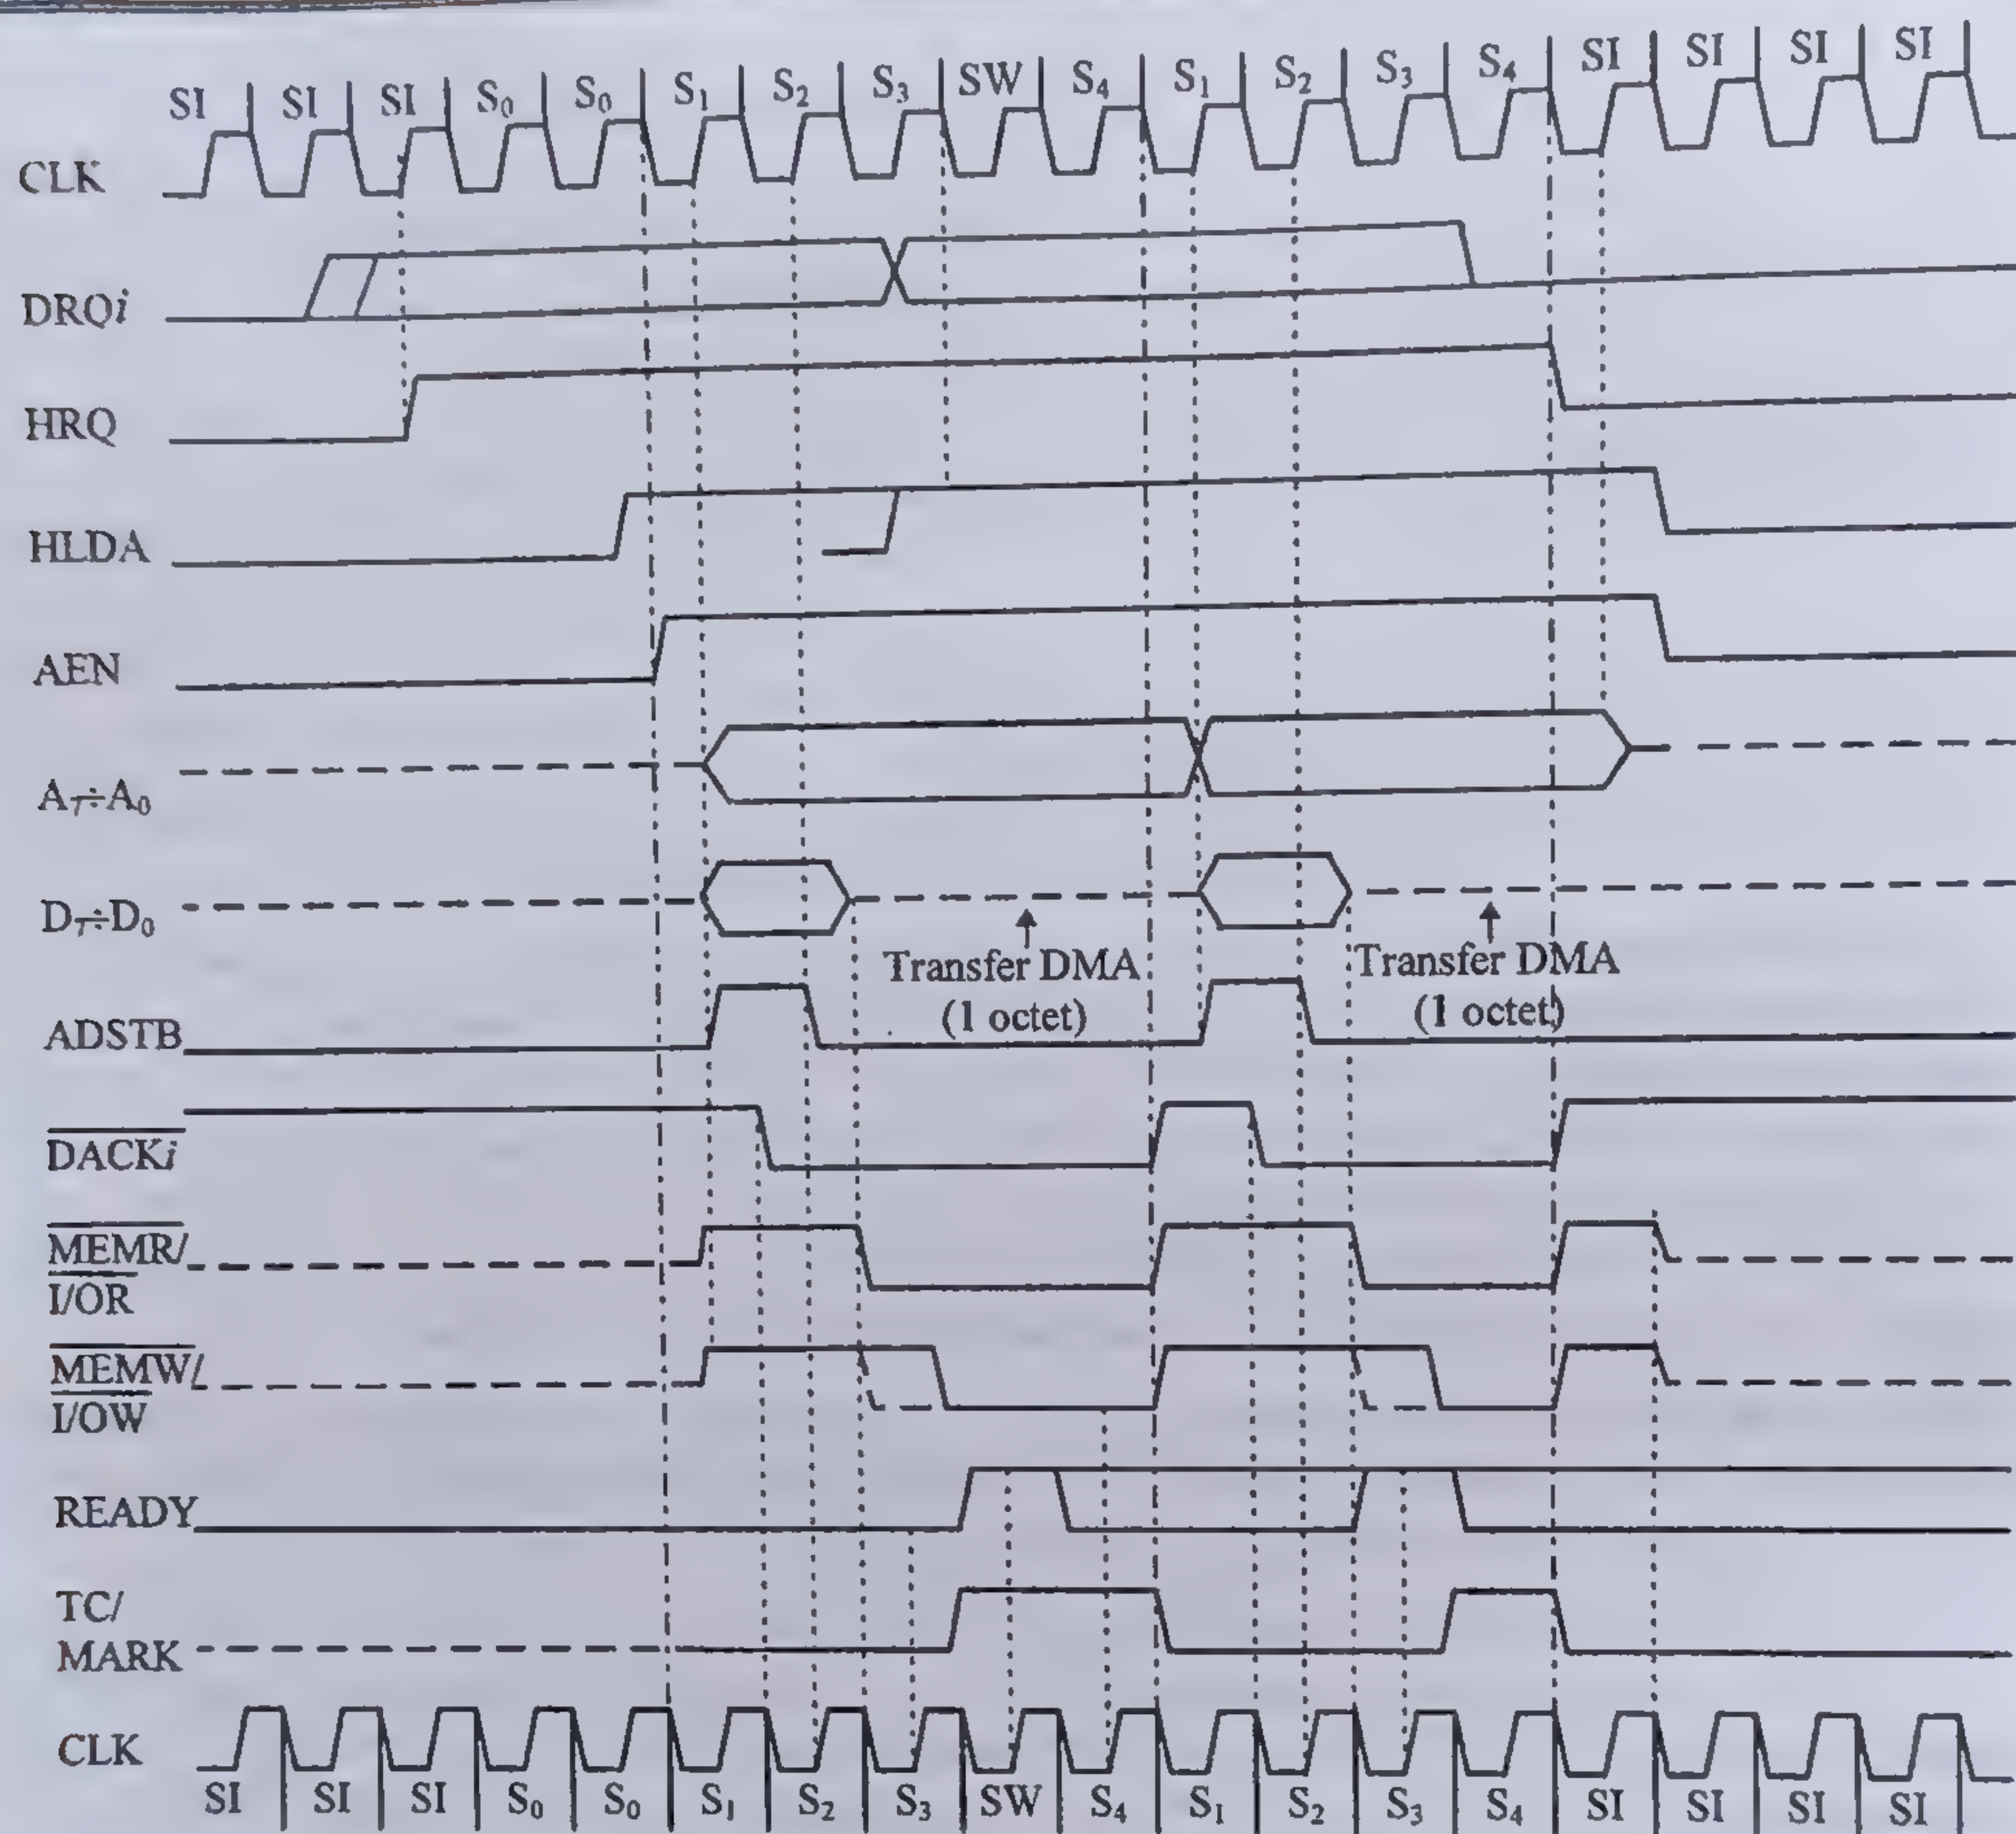 SI SI SI S₀ S₀ S₁ S₂ S₃ SW S₄ S₁ S₂ S₃ S₄ SI SI SI SI
CLK
DRQi
HRQ
HLDA
AEN
A₇÷A₀
D₇÷D₀
Transfer DMA
(1 octet)
Transfer DMA
(1 octet)
ADSTB
DACKi
MEMR/
I/OR
MEMW/
I/OW
READY
TC/
MARK
CLK
SI SI SI S₀ S₀ S₁ S₂ S₃ SW S₄ S₁ S₂ S₃ S₄ SI SI SI SI